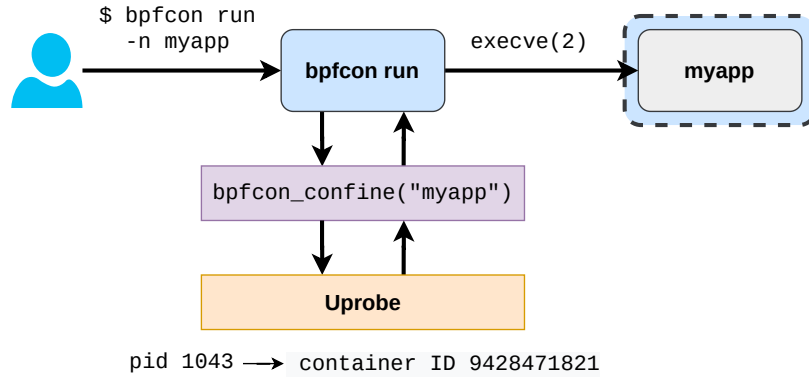 $ bpfcon run
-n myapp
bpfcon run
execve(2)
myapp
bpfcon_confine("myapp")
Uprobe
pid 1043 → container ID 9428471821